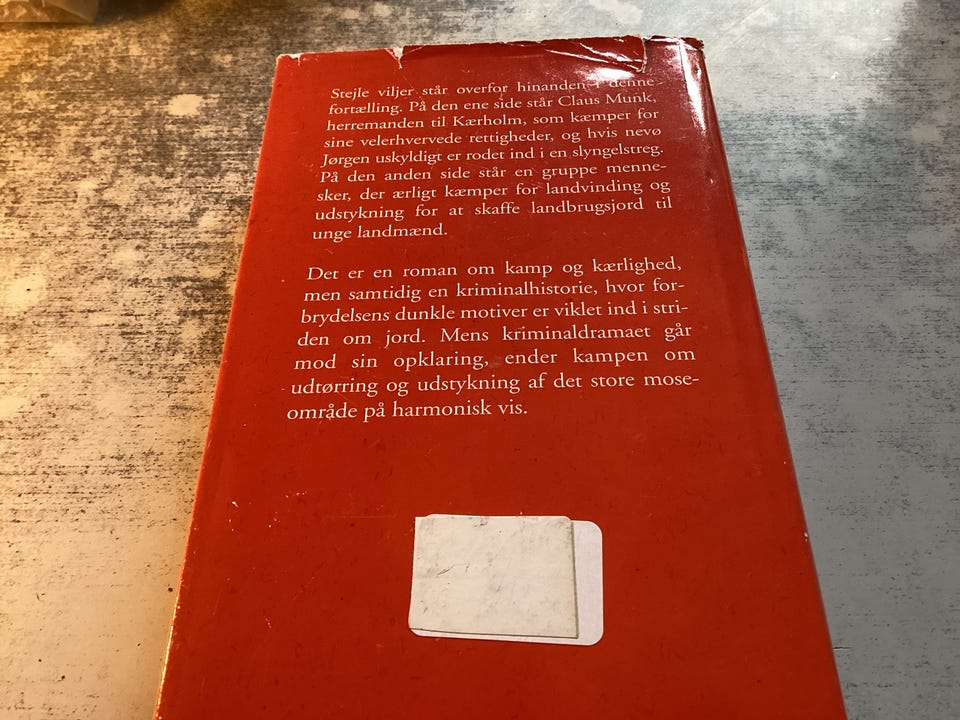 Stejle viljer står overfor hinanden i denne
fortælling. På den ene side står Claus Munk,
herremanden til Kærholm, som kæmper for
sine velerhvervede rettigheder, og hvis nevø
Jørgen uskyldigt er rodet ind i en slyngelstreg.
På den anden side står en gruppe menne-
sker, der ærligt kæmper for landvinding og
udstykning for at skaffe landbrugsjord til
unge landmænd.
Det er en roman om kamp og kærlighed,
men samtidig en kriminalhistorie, hvor for-
brydelsens dunkle motiver er viklet ind i stri-
den om jord. Mens kriminaldramaet går
mod sin opklaring, ender kampen om
udtørring og udstykning af det store mose-
område på harmonisk vis.